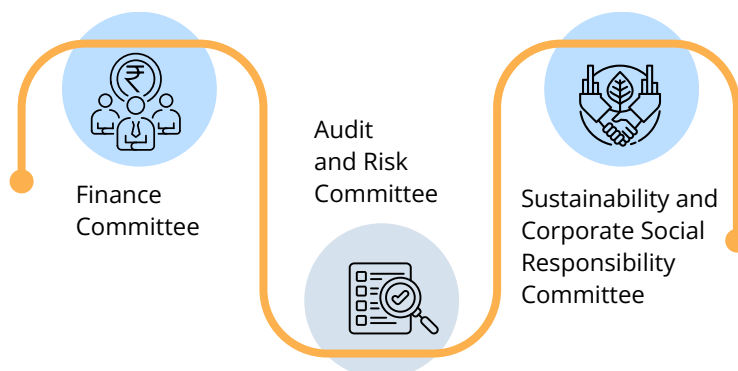 Finance
Committee
Audit
and Risk
Committee
Sustainability and
Corporate Social
Responsibility
Committee